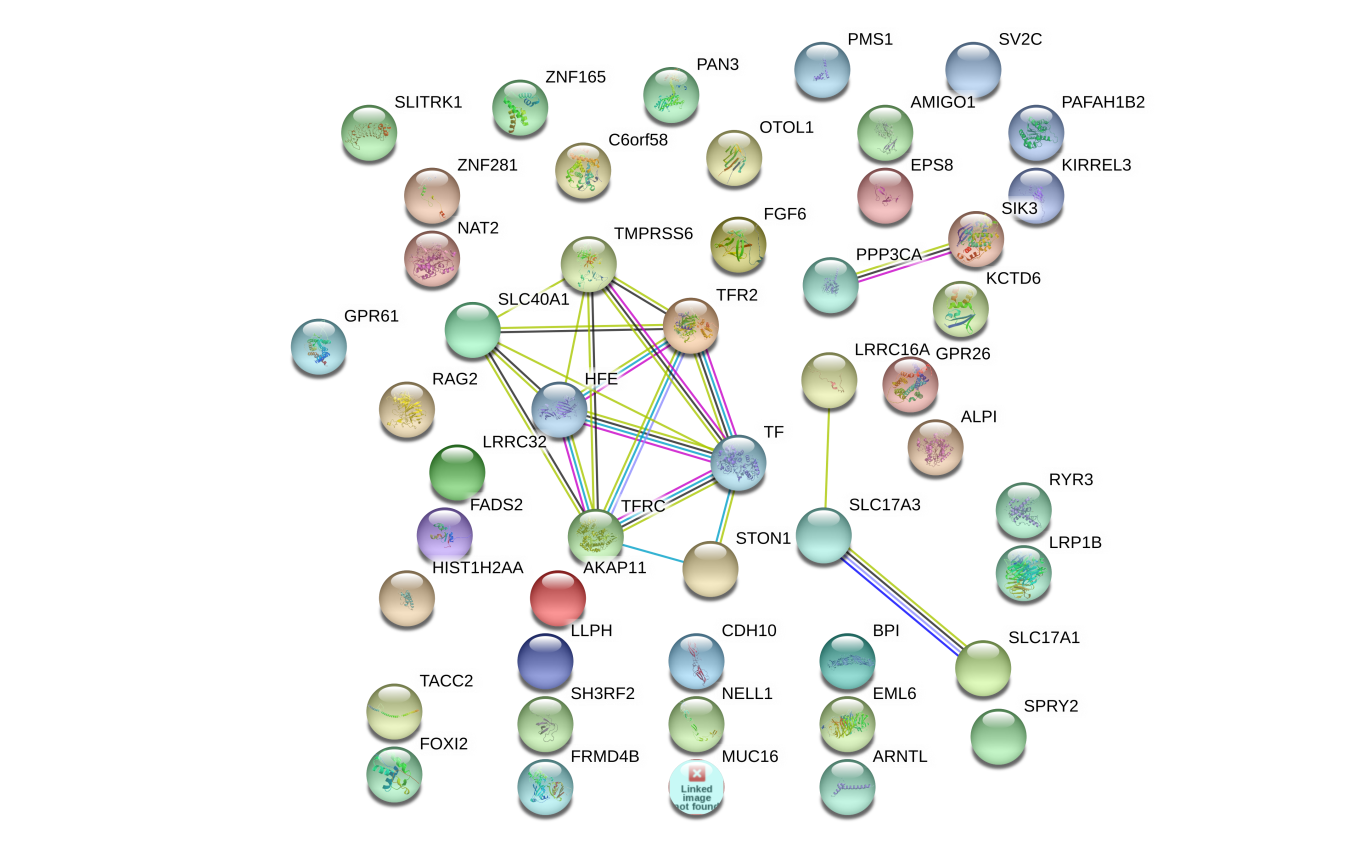 PMS1
SV2C
PAN3
ZNF165
SLITRK1
AMIGO1
PAFAH1B2
OTOL1
C6orf58
ZNF281
EPS8
KIRREL3
SIK3
FGF6
NAT2
TMPRSS6
PPP3CA
KCTD6
TFR2
SLC40A1
GPR61
LRRC16A
GPR26
RAG2
HFE
ALPI
TF
LRRC32
RYR3
FADS2
TFRC
SLC17A3
STON1
LRP1B
HIST1H2AA
AKAP11
LLPH
CDH10
BPI
SLC17A1
TACC2
SH3RF2
NELL1
EML6
SPRY2
FOXI2
FRMD4B
MUC16
ARNTL
Linked
image
not found